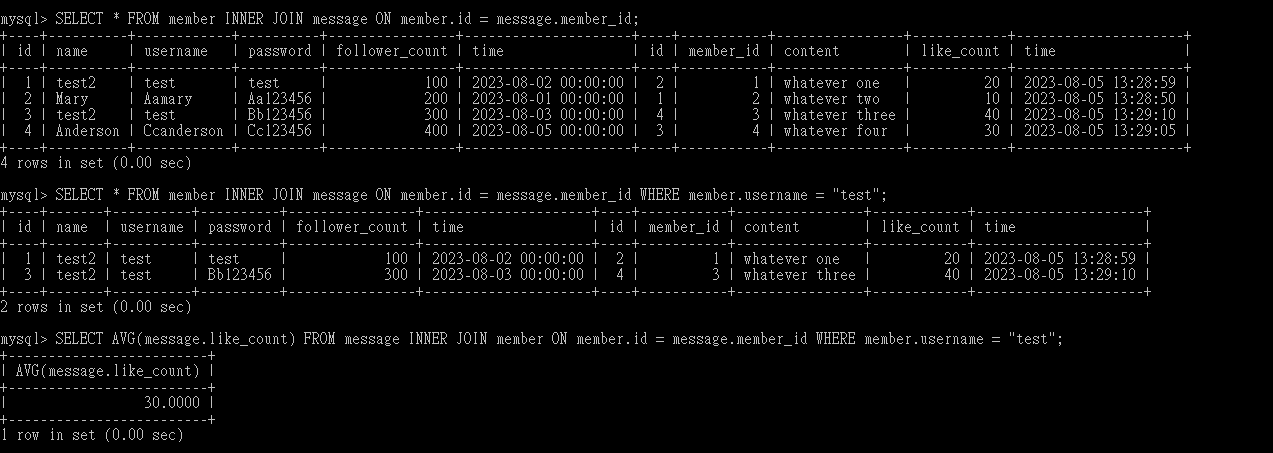 mysql> SELECT * FROM member INNER JOIN message ON member.id = message.member_id;
+----+----------+------------+----------+----------------+---------------------+----+-----------+----------------+------------+---------------------+
| id | name     | username   | password | follower_count | time                | id | member_id | content        | like_count | time                |
+----+----------+------------+----------+----------------+---------------------+----+-----------+----------------+------------+---------------------+
|  1 | test2    | test       | test     |            100 | 2023-08-02 00:00:00 |  2 |         1 | whatever one   |         20 | 2023-08-05 13:28:59 |
|  2 | Mary     | Aamary     | Aa123456 |            200 | 2023-08-01 00:00:00 |  1 |         2 | whatever two   |         10 | 2023-08-05 13:28:50 |
|  3 | test2    | test       | Bb123456 |            300 | 2023-08-03 00:00:00 |  4 |         3 | whatever three |         40 | 2023-08-05 13:29:10 |
|  4 | Anderson | Ccanderson | Cc123456 |            400 | 2023-08-05 00:00:00 |  3 |         4 | whatever four  |         30 | 2023-08-05 13:29:05 |
+----+----------+------------+----------+----------------+---------------------+----+-----------+----------------+------------+---------------------+
4 rows in set (0.00 sec)
mysql> SELECT * FROM member INNER JOIN message ON member.id = message.member_id WHERE member.username = "test";
+----+-------+----------+----------+----------------+---------------------+----+-----------+----------------+------------+---------------------+
| id | name  | username | password | follower_count | time                | id | member_id | content        | like_count | time                |
+----+-------+----------+----------+----------------+---------------------+----+-----------+----------------+------------+---------------------+
|  1 | test2 | test     | test     |            100 | 2023-08-02 00:00:00 |  2 |         1 | whatever one   |         20 | 2023-08-05 13:28:59 |
|  3 | test2 | test     | Bb123456 |            300 | 2023-08-03 00:00:00 |  4 |         3 | whatever three |         40 | 2023-08-05 13:29:10 |
+----+-------+----------+----------+----------------+---------------------+----+-----------+----------------+------------+---------------------+
2 rows in set (0.00 sec)
mysql> SELECT AVG(message.like_count) FROM message INNER JOIN member ON member.id = message.member_id WHERE member.username = "test";
+-------------------------+
| AVG(message.like_count) |
+-------------------------+
|                 30.0000 |
+-------------------------+
1 row in set (0.00 sec)